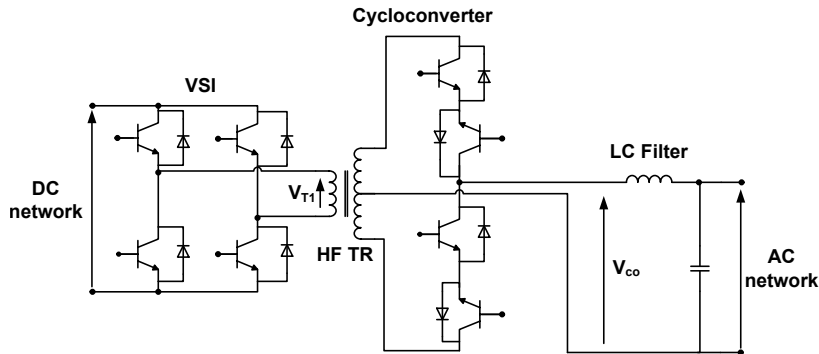 Cycloconverter
VSI
LC Filter
DC
network
V_T1
HF TR
V_co
AC
network